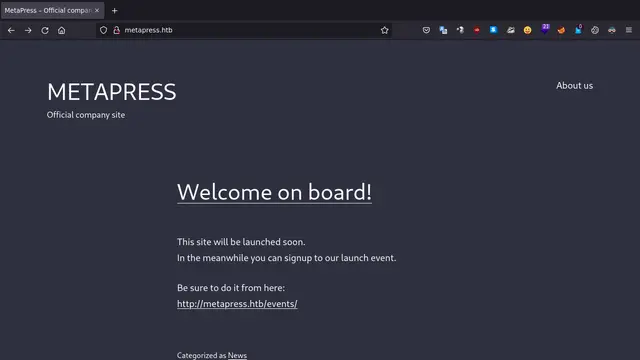 MetaPress – Official compan
metapress.htb
21
METAPRESS
About us
Official company site
Welcome on board!
This site will be launched soon.
In the meanwhile you can signup to our launch event.
Be sure to do it from here:
http://metapress.htb/events/
Categorized as News